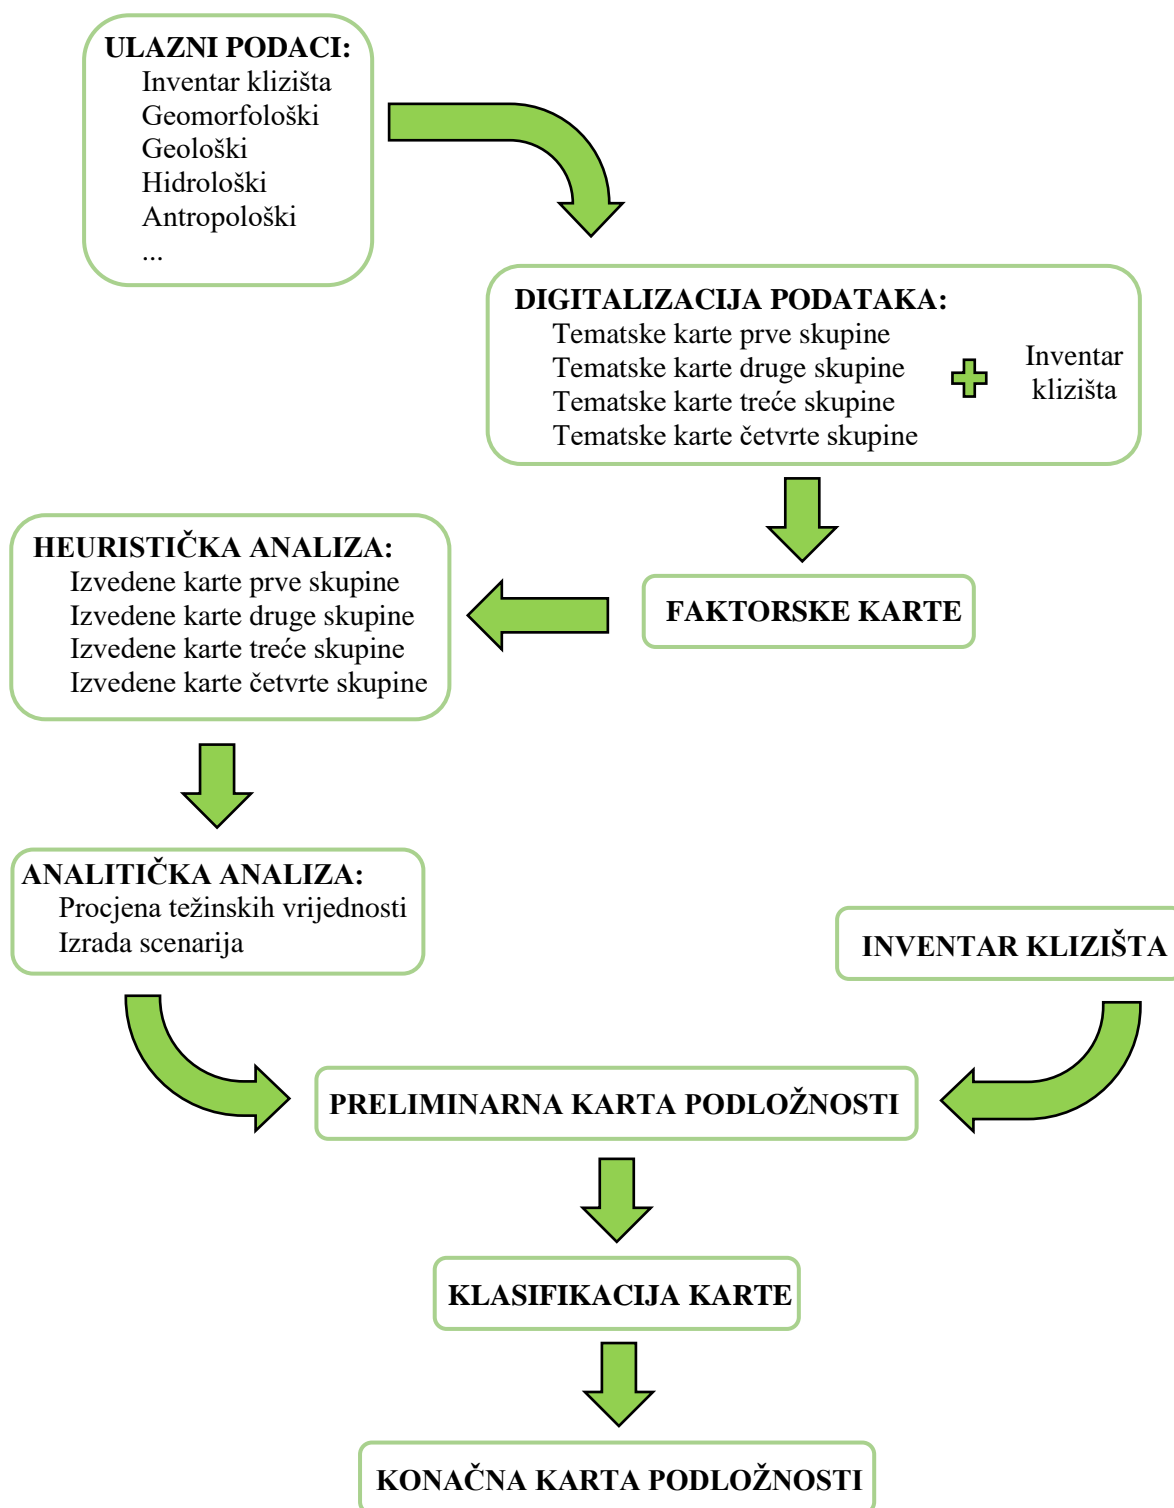 ULAZNI PODACI:
Inventar klizišta
Geomorfološki
Geološki
Hidrološki
Antropološki
...
DIGITALIZACIJA PODATAKA:
Tematske karte prve skupine
Tematske karte druge skupine
Tematske karte treće skupine
Tematske karte četvrte skupine
Inventar
klizišta
FAKTORSKE KARTE
HEURISTIČKA ANALIZA:
Izvedene karte prve skupine
Izvedene karte druge skupine
Izvedene karte treće skupine
Izvedene karte četvrte skupine
ANALITIČKA ANALIZA:
Procjena težinskih vrijednosti
Izrada scenarija
INVENTAR KLIZIŠTA
PRELIMINARNA KARTA PODLOŽNOSTI
KLASIFIKACIJA KARTE
KONAČNA KARTA PODLOŽNOSTI